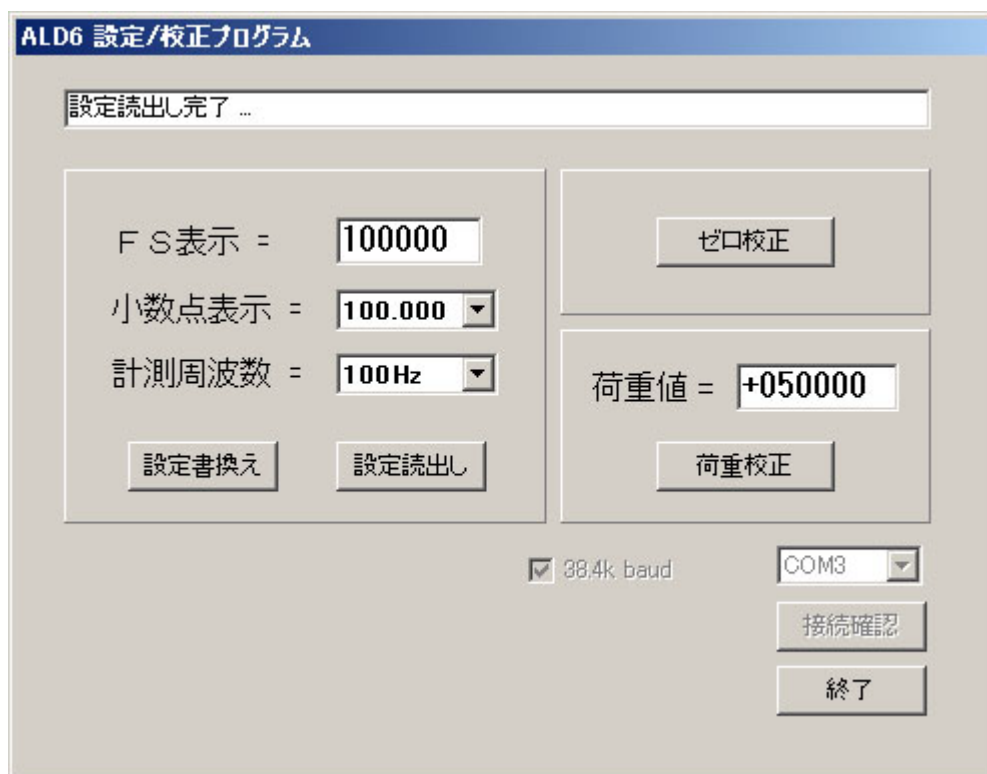 ALD6 設定/校正プログラム
設定読出し完了 ...
ＦＳ表示 = 100000
小数点表示 = 100.000
計測周波数 = 100Hz
設定書換え 設定読出し
ゼロ校正
荷重値 = +050000
荷重校正
38.4k baud COM3
接続確認
終了